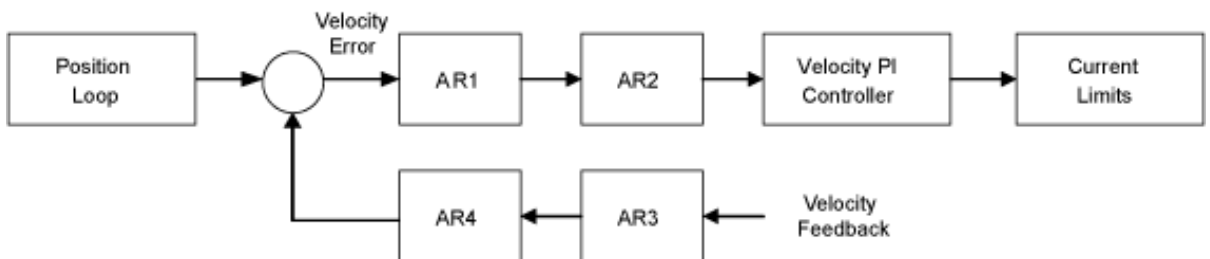 Velocity
Error
Position
Loop
AR1
AR2
Velocity PI
Controller
Current
Limits
AR4
AR3
Velocity
Feedback